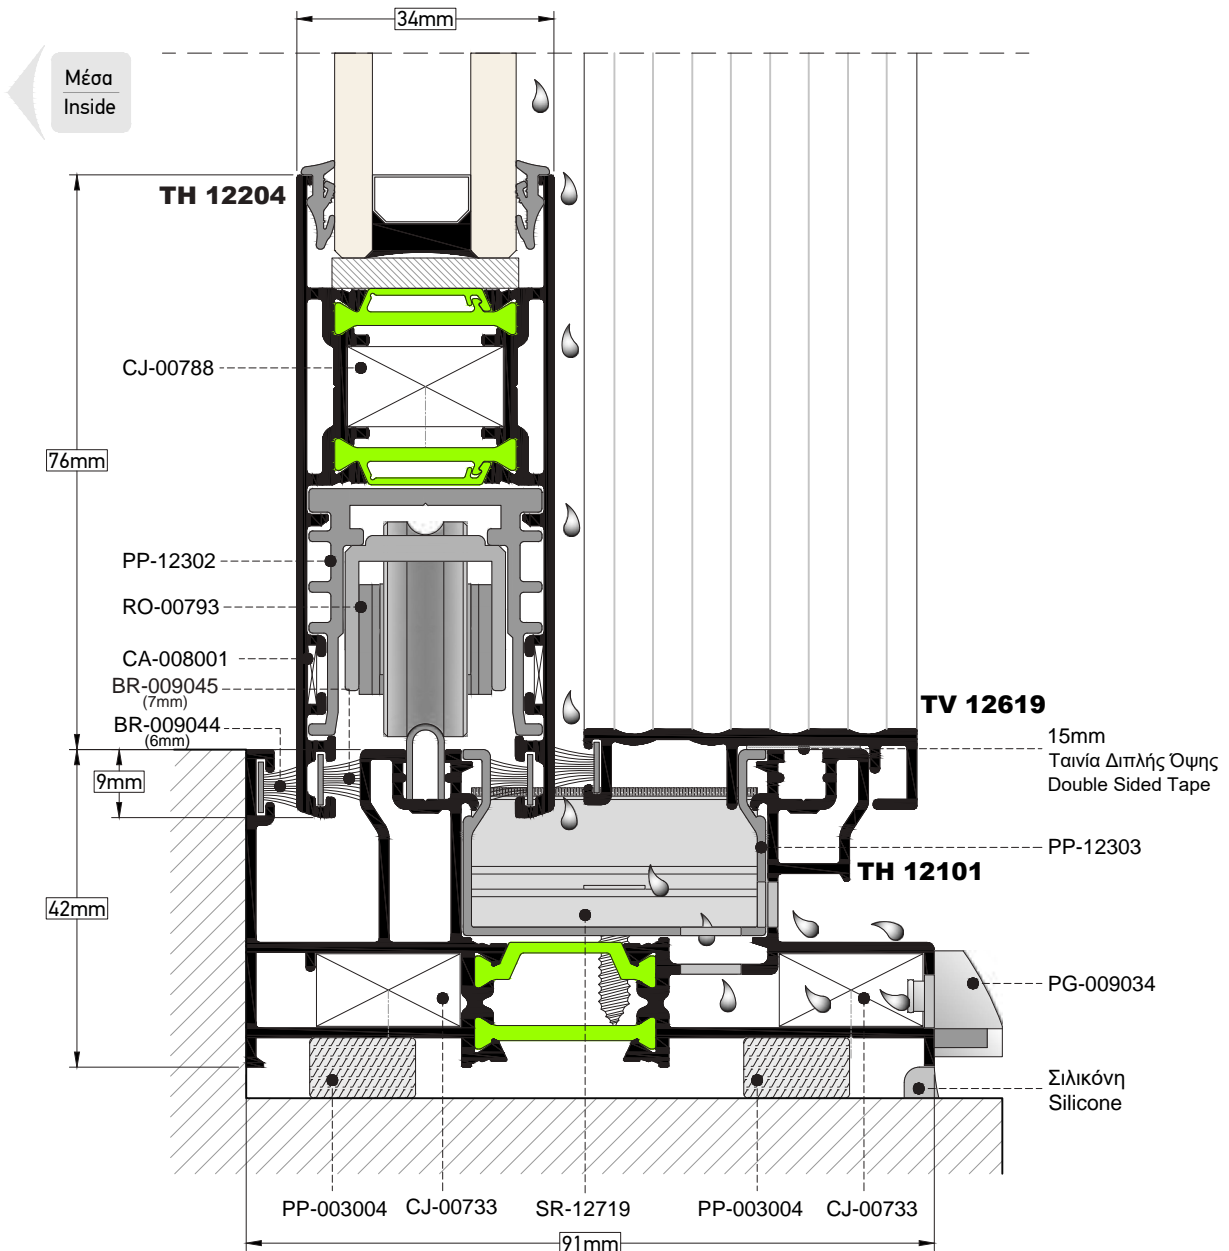 34mm
Μέσα
Inside
TH 12204
CJ-00788
76mm
PP-12302
RO-00793
CA-008001
BR-009045
(7mm)
BR-009044
(6mm)
TV 12619
15mm
Ταινία Διπλής Όψης
Double Sided Tape
9mm
PP-12303
TH 12101
42mm
PG-009034
Σιλικόνη
Silicone
PP-003004
CJ-00733
SR-12719
PP-003004
CJ-00733
91mm